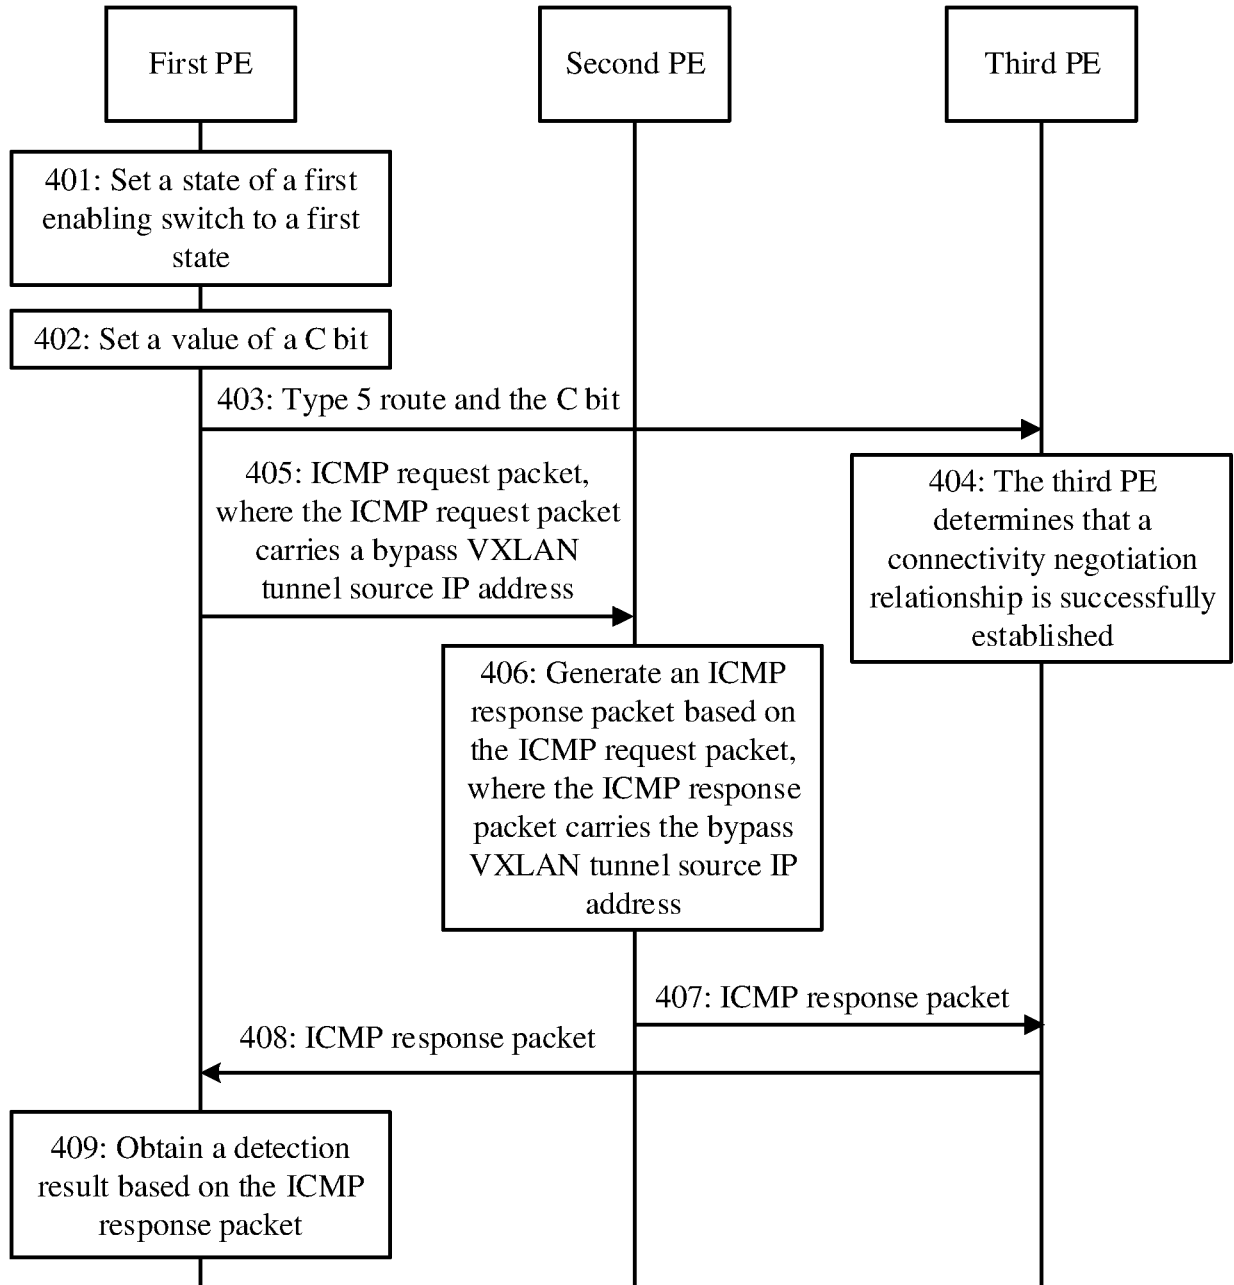 First PE
Second PE
Third PE
401: Set a state of a first
enabling switch to a first
state
402: Set a value of a C bit
403: Type 5 route and the C bit
405: ICMP request packet,
where the ICMP request packet
carries a bypass VXLAN
tunnel source IP address
404: The third PE
determines that a
connectivity negotiation
relationship is successfully
established
406: Generate an ICMP
response packet based on
the ICMP request packet,
where the ICMP response
packet carries the bypass
VXLAN tunnel source IP
address
407: ICMP response packet
408: ICMP response packet
409: Obtain a detection
result based on the ICMP
response packet